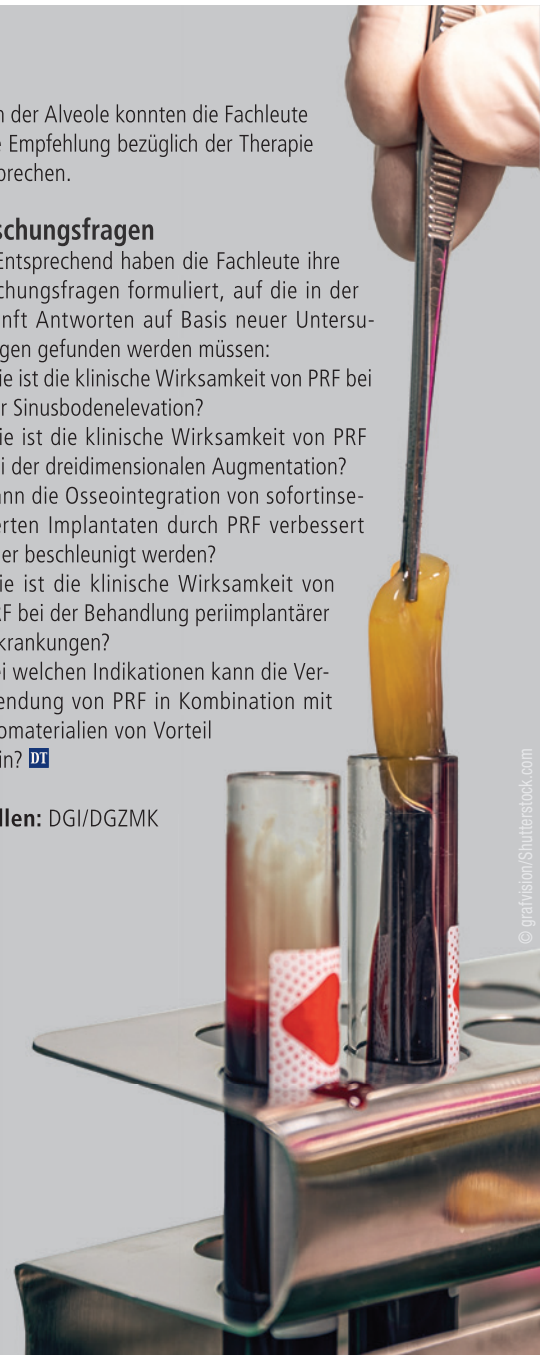 n der Alveole konnten die Fachleute
e Empfehlung bezüglich der Therapie
prechen.
schungsfragen
Entsprechend haben die Fachleute ihre
chungsfragen formuliert, auf die in der
nft Antworten auf Basis neuer Untersu-
gen gefunden werden müssen:
ie ist die klinische Wirksamkeit von PRF bei
r Sinusbodenelevation?
ie ist die klinische Wirksamkeit von PRF
i der dreidimensionalen Augmentation?
ann die Osseointegration von sofortinse-
erten Implantaten durch PRF verbessert
er beschleunigt werden?
ie ist die klinische Wirksamkeit von
RF bei der Behandlung periimplantärer
krankungen?
ei welchen Indikationen kann die Ver-
endung von PRF in Kombination mit
omaterialien von Vorteil
in? DT
llen: DGI/DGZMK
© grafvision/Shutterstock.com